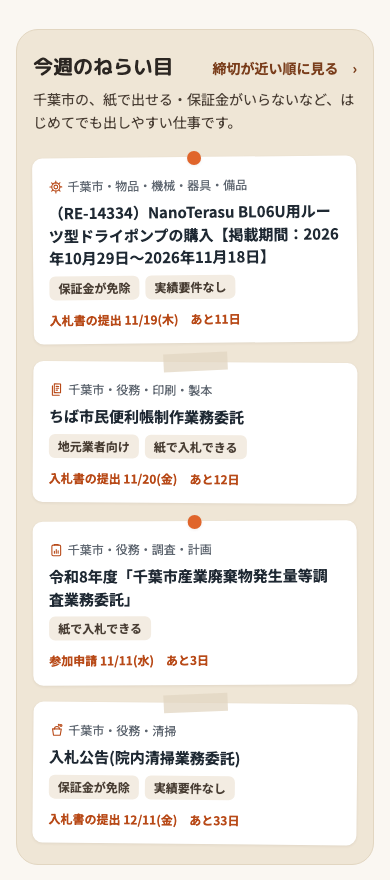 今週のねらい目
締切が近い順に見る ›
千葉市の、紙で出せる・保証金がいらないなど、は
じめてでも出しやすい仕事です。
千葉市・物品・機械・器具・備品
（RE-14334）NanoTerasu BL06U用ルー
ツ型ドライポンプの購入【掲載期間：2026
年10月29日〜2026年11月18日】
保証金が免除 実績要件なし
入札書の提出 11/19(木) あと11日
千葉市・役務・印刷・製本
ちば市民便利帳制作業務委託
地元業者向け 紙で入札できる
入札書の提出 11/20(金) あと12日
千葉市・役務・調査・計画
令和8年度「千葉市産業廃棄物発生量等調
査業務委託」
紙で入札できる
参加申請 11/11(水) あと3日
千葉市・役務・清掃
入札公告(院内清掃業務委託)
保証金が免除 実績要件なし
入札書の提出 12/11(金) あと33日